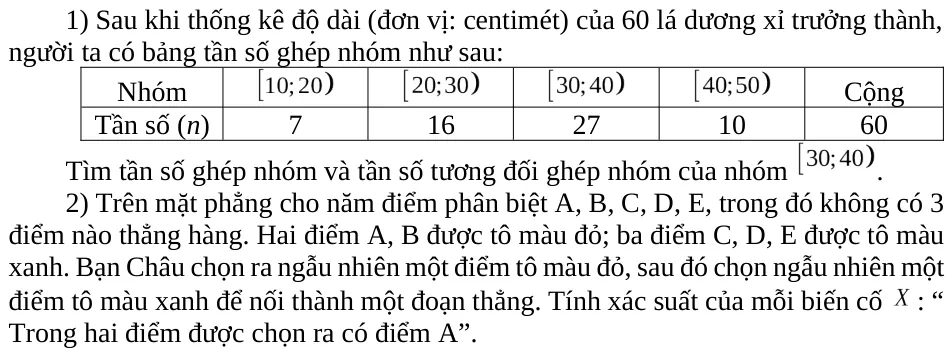 1) Sau khi thống kê độ dài (đơn vị: centimét) của 60 lá dương xỉ trưởng thành,
người ta có bảng tần số ghép nhóm như sau:
Nhóm [10;20) [20;30) [30;40) [40;50) Cộng
Tần số (n) 7 16 27 10 60
Tìm tần số ghép nhóm và tần số tương đối ghép nhóm của nhóm [30;40).
2) Trên mặt phẳng cho năm điểm phân biệt A, B, C, D, E, trong đó không có 3
điểm nào thẳng hàng. Hai điểm A, B được tô màu đỏ; ba điểm C, D, E được tô màu
xanh. Bạn Châu chọn ra ngẫu nhiên một điểm tô màu đỏ, sau đó chọn ngẫu nhiên một
điểm tô màu xanh để nối thành một đoạn thẳng. Tính xác suất của mỗi biến cố X : “
Trong hai điểm được chọn ra có điểm A”.